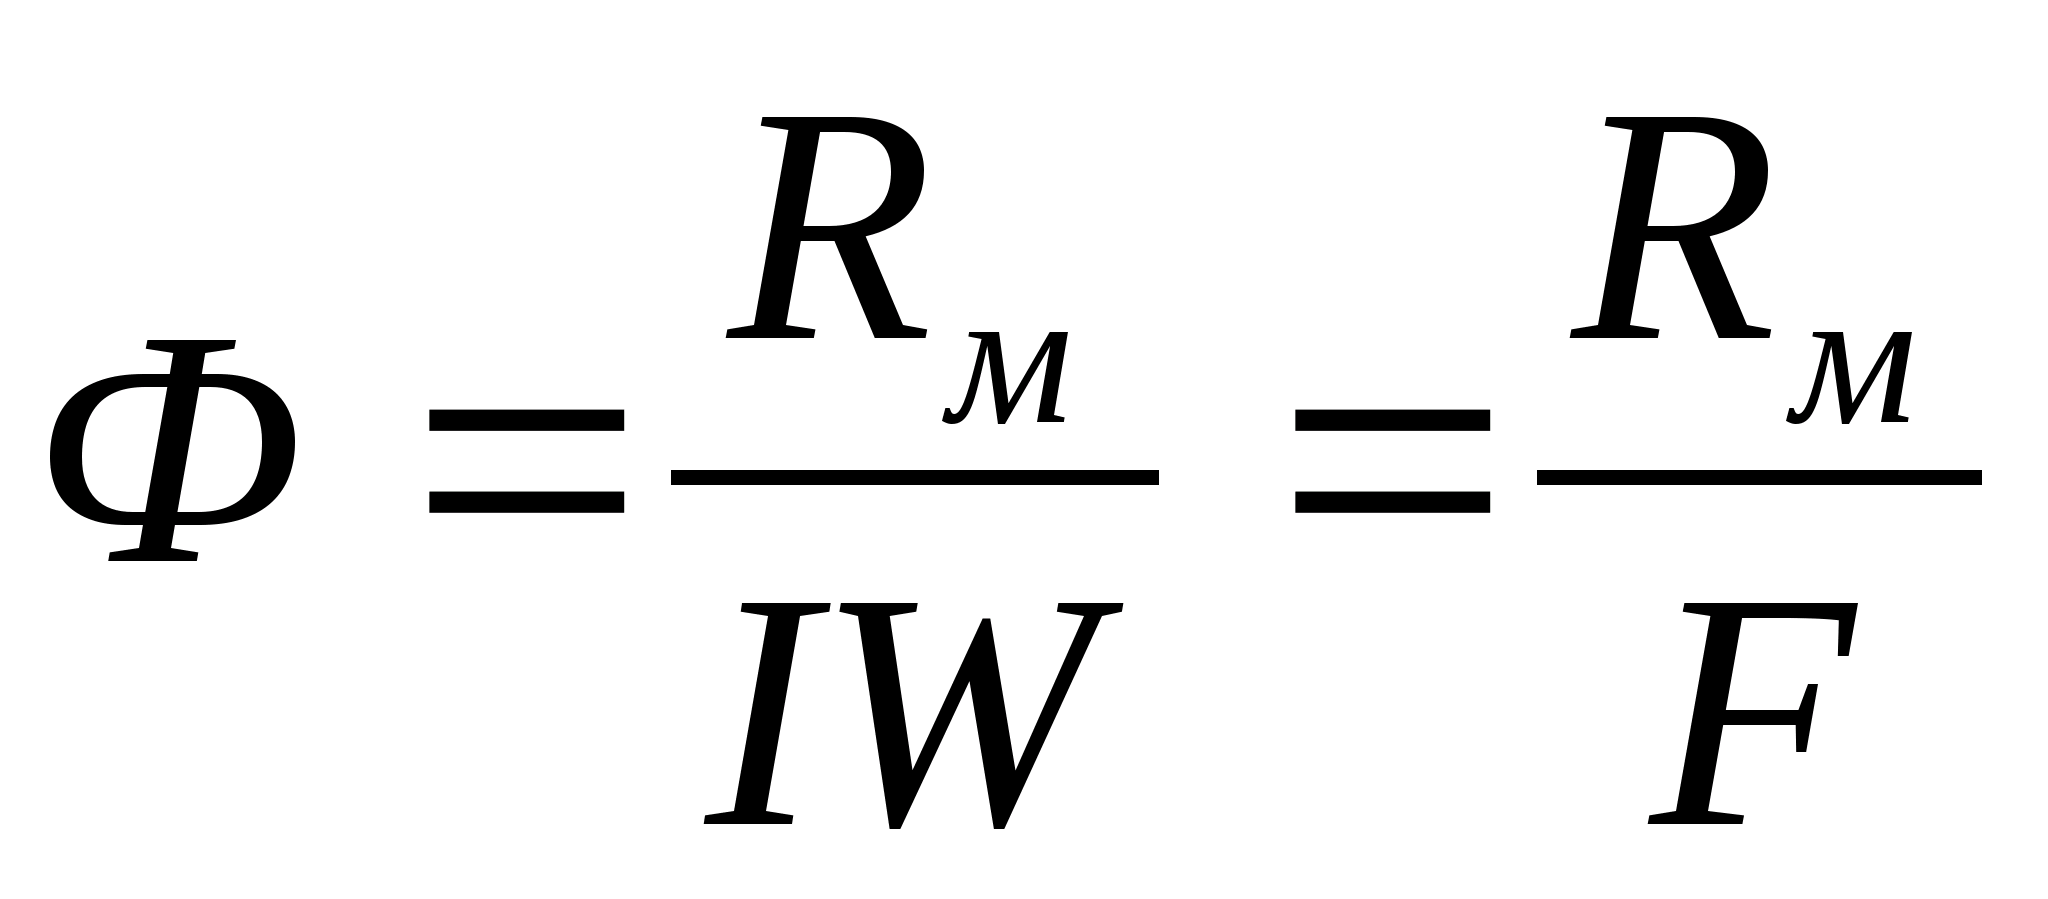 Ф = Rм/IW = Rм/F